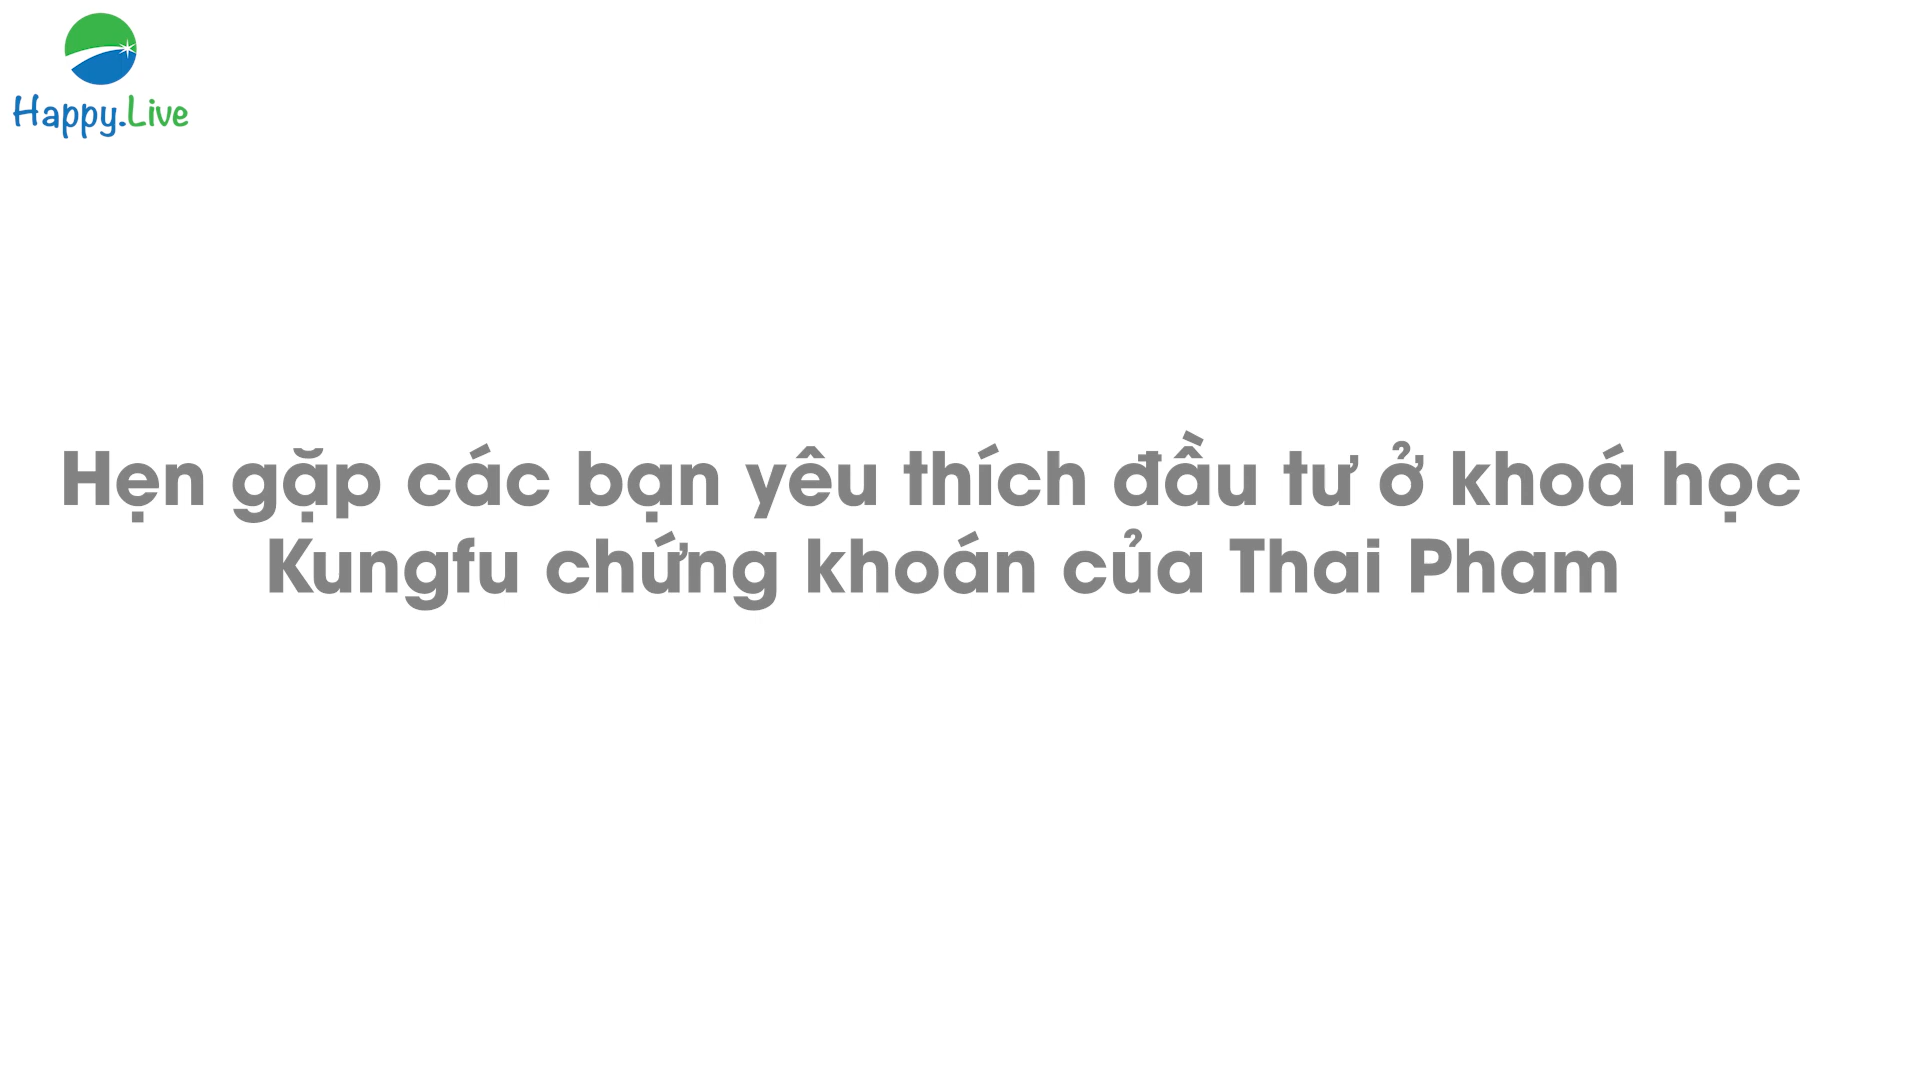 Happy.Live
Hẹn gặp các bạn yêu thích đầu tư ở khoá học
Kungfu chứng khoán của Thai Pham